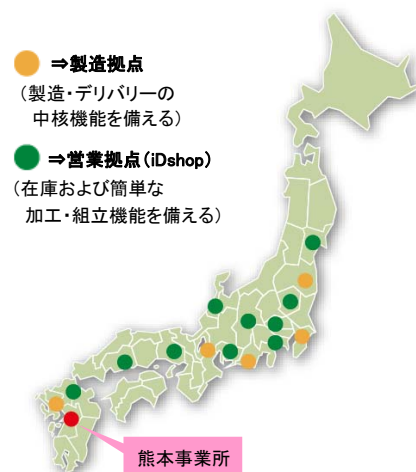 ⇒製造拠点
(製造・デリバリーの
中核機能を備える)
⇒営業拠点(iDshop)
(在庫および簡単な
加工・組立機能を備える)
熊本事業所